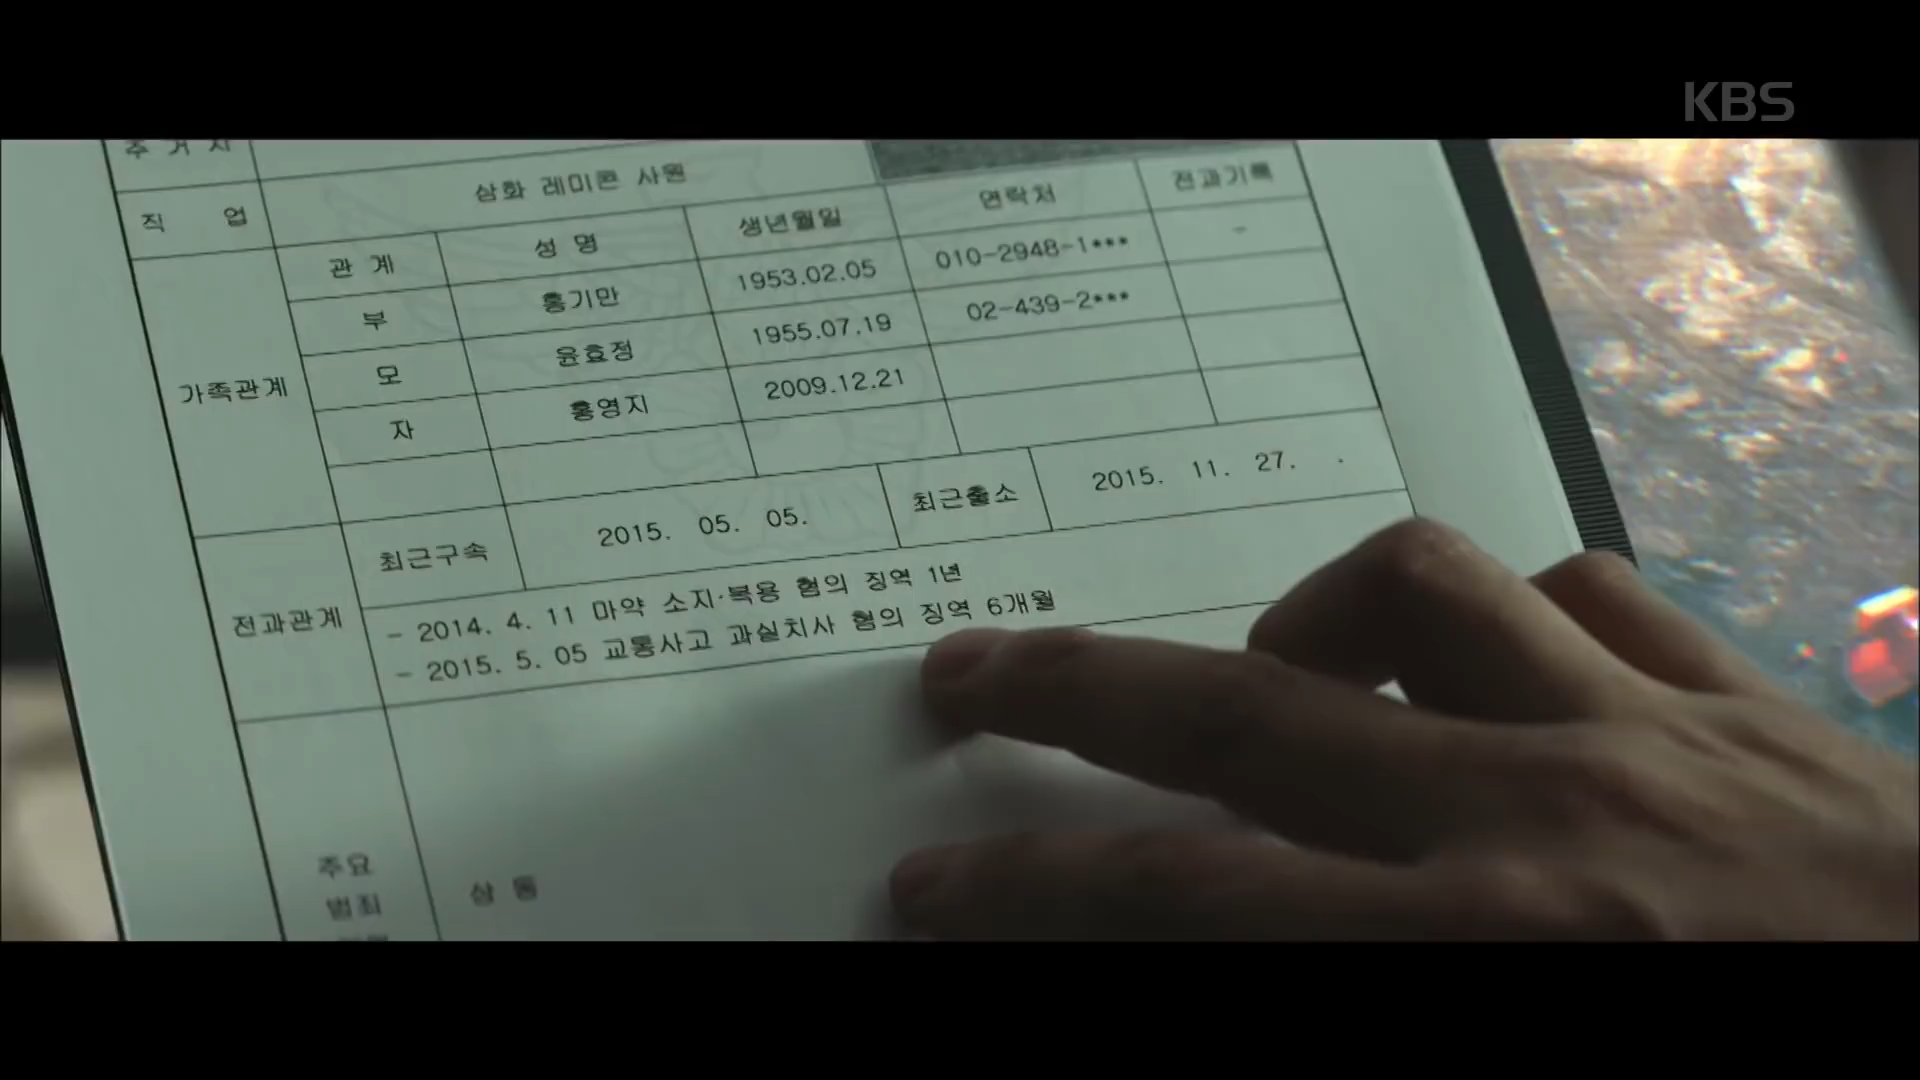 KBS
주 거 지
직 업 삼화 레미콘 사원
가족관계 관 계 성 명 생년월일 연락처 전과기록
부 홍기만 1953.02.05 010-2948-1*** -
모 윤효정 1955.07.19 02-439-2***
자 홍영지 2009.12.21
전과관계 최근구속 2015. 05. 05. 최근출소 2015. 11. 27. .
- 2014. 4. 11 마약 소지·복용 혐의 징역 1년
- 2015. 5. 05 교통사고 과실치사 혐의 징역 6개월
주요
범죄
삼 동